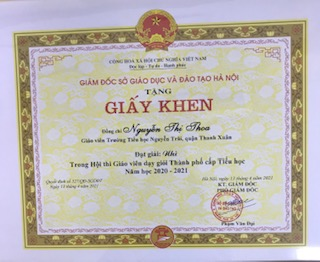 CỘNG HÒA XÃ HỘI CHỦ NGHĨA VIỆT NAM
Độc lập - Tự do - Hạnh phúc
GIÁM ĐỐC SỞ GIÁO DỤC VÀ ĐÀO TẠO HÀ NỘI
TẶNG
GIẤY KHEN
Đồng chí Nguyễn Thị Thoa
Giáo viên Trường Tiểu học Nguyễn Trãi, quận Thanh Xuân
Đạt giải: Nhì
Trong Hội thi Giáo viên dạy giỏi Thành phố cấp Tiểu học
Năm học 2020 - 2021
Quyết định số
Hà Nội, ngày 13 tháng 4 năm 2021
ngày 13 tháng 4 năm 2021
KT. GIÁM ĐỐC
PHÓ GIÁM ĐỐC
Phạm Văn Đại